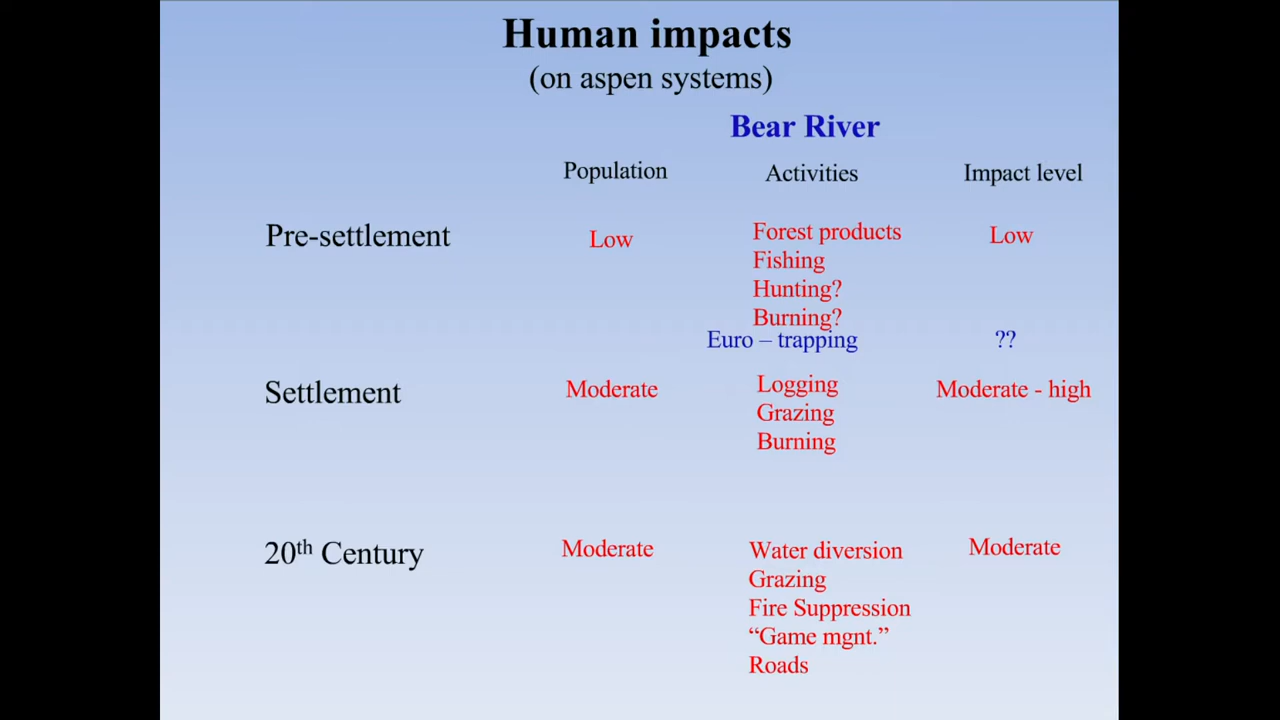 Human impacts
(on aspen systems)
Bear River
Population Activities Impact level
Pre-settlement Low Forest products Low
Fishing
Hunting?
Burning?
Euro – trapping ??
Settlement Moderate Logging Moderate - high
Grazing
Burning
20th Century Moderate Water diversion Moderate
Grazing
Fire Suppression
“Game mgnt.”
Roads